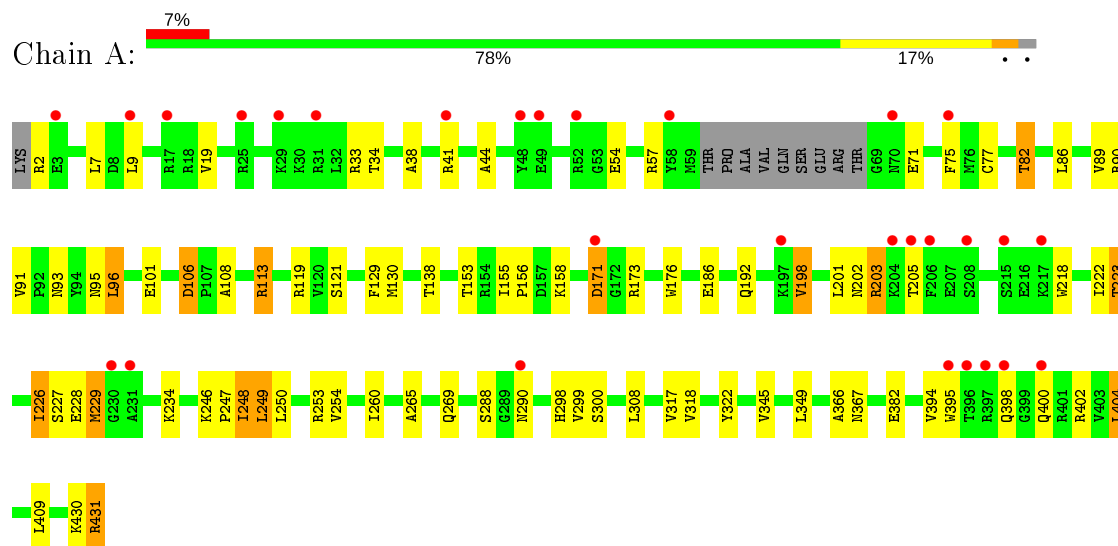 7%
Chain A:
78% 17% • •
LYS R2 E3 L7 D8 L9 R17 R18 V19 R25 K29 K30 R31 L32 R33 T34 A38 R41 A44 Y48 E49 R52 G53 E54 R57 Y58 M59 THR PRO ALA VAL GLN SER GLU ARG THR G69 N70 E71 F75 M76 C77 T82 L86 V89 R90
V91 P92 N93 Y94 N95 L96 E101 D106 P107 A108 R113 R119 V120 S121 F129 M130 T138 T153 R154 I155 P156 D157 K158 D171 G172 R173 W176 E186 Q192 K197 V198 L201 N202 R203 K204 T205 F206 E207 S208 S215 E216 K217 W218 I222 T223
I226 S227 E228 M229 G230 A231 K234 K246 P247 I248 L249 L250 R253 V254 I260 A265 Q269 S288 G289 N290 H298 V299 S300 L308 V317 V318 Y322 V345 L349 A366 N367 E382 V394 W395 T396 R397 Q398 G399 Q400 R401 R402 V403 L404
L409 K430 R431